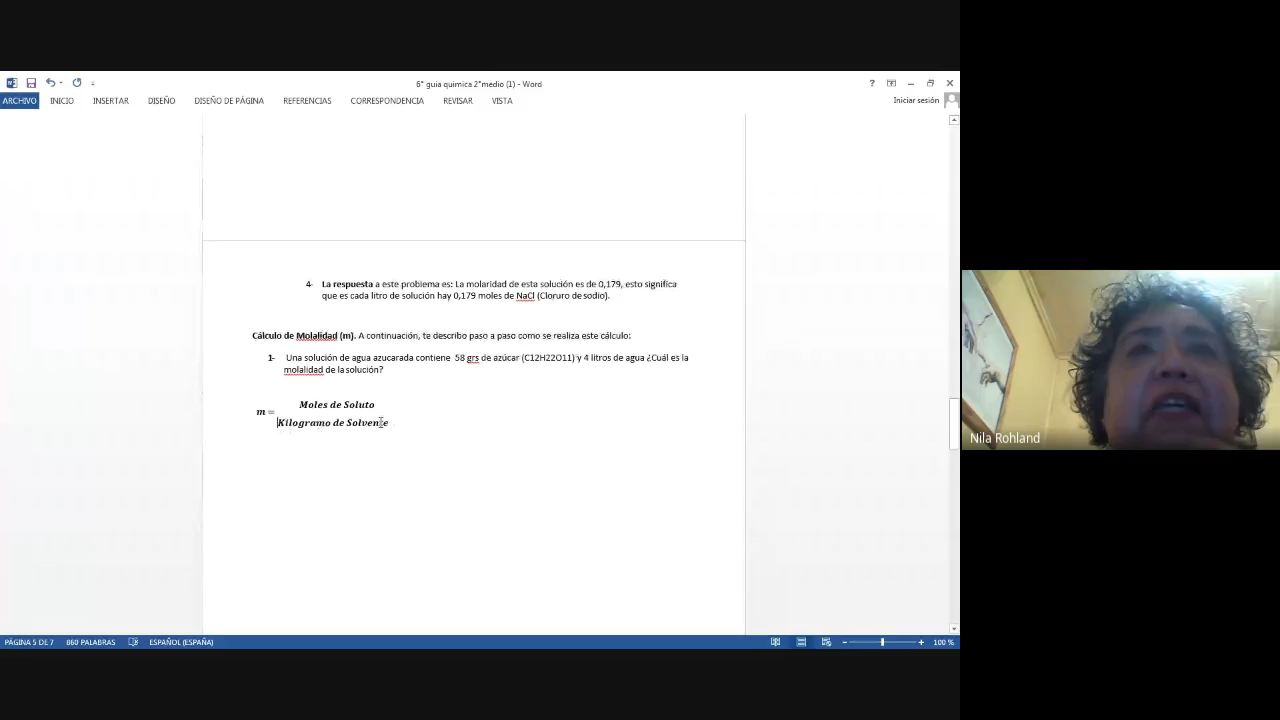 6° guia quimica 2°medio (1) - Word
ARCHIVO INICIO INSERTAR DISEÑO DISEÑO DE PÁGINA REFERENCIAS CORRESPONDENCIA REVISAR VISTA Iniciar sesión
4- La respuesta a este problema es: La molaridad de esta solución es de 0,179, esto significa
que es cada litro de solución hay 0,179 moles de NaCl (Cloruro de sodio).
Cálculo de Molalidad (m). A continuación, te describo paso a paso como se realiza este cálculo:
1- Una solución de agua azucarada contiene 58 grs de azúcar (C12H22O11) y 4 litros de agua ¿Cuál es la
molalidad de la solución?
m = Moles de Soluto
Kilogramo de Solvente
Nila Rohland
PÁGINA 5 DE 7 860 PALABRAS ESPAÑOL (ESPAÑA) 100 %